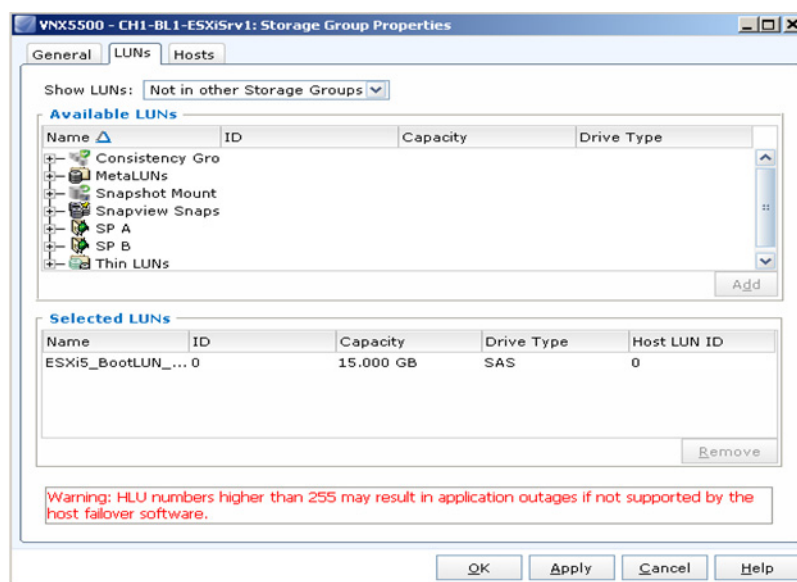 VNX5500 - CH1-BL1-ESXiSrv1: Storage Group Properties
General LUNs Hosts
Show LUNs: Not in other Storage Groups
Available LUNs
Name ID Capacity Drive Type
Consistency Gro
MetaLUNs
Snapshot Mount
Snapview Snaps
SP A
SP B
Thin LUNs
Add
Selected LUNs
Name ID Capacity Drive Type Host LUN ID
ESXi5_BootLUN_... 0 15.000 GB SAS 0
Remove
Warning: HLU numbers higher than 255 may result in application outages if not supported by the
host failover software.
OK Apply Cancel Help